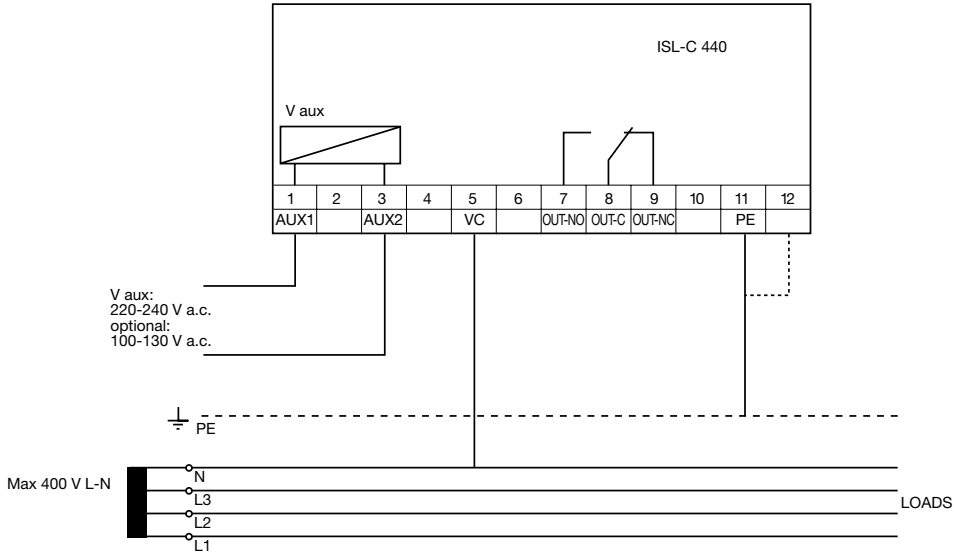 ISL-C 440
V aux
1 2 3 4 5 6 7 8 9 10 11 12
AUX1 AUX2 VC OUT-NO OUT-C OUT-NC PE
V aux:
220-240 V a.c.
optional:
100-130 V a.c.
PE
Max 400 V L-N
N
L3
LOADS
L2
L1